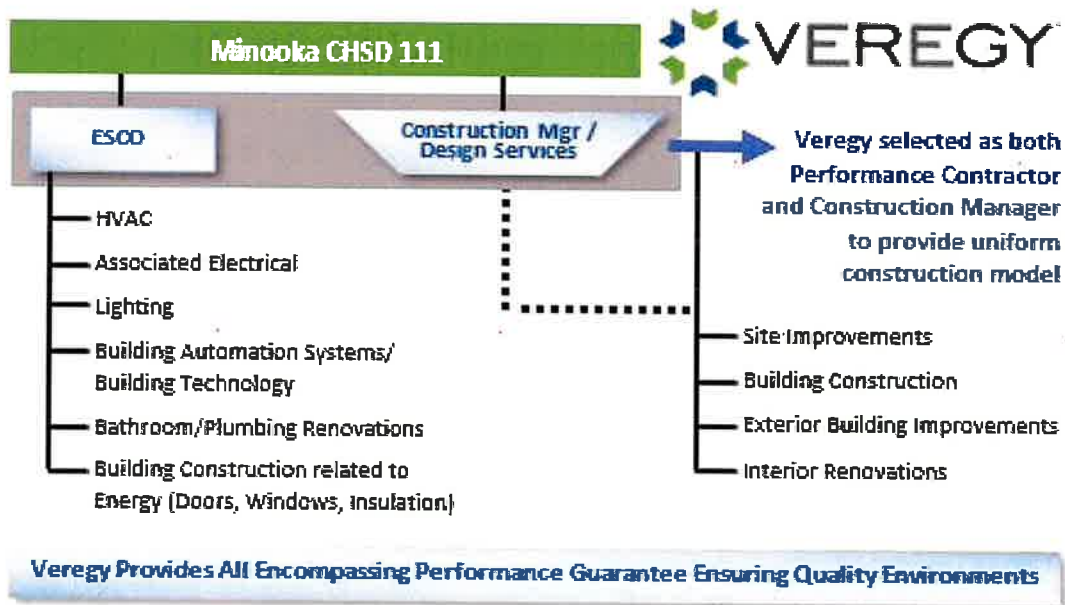 Minooka CHSD 111
VEREGY
ESCO
Construction Mgr /
Design Services
Veregy selected as both
Performance Contractor
and Construction Manager
to provide uniform
construction model
HVAC
Associated Electrical
Lighting
Building Automation Systems/
Building Technology
Bathroom/Plumbing Renovations
Building Construction related to
Energy (Doors, Windows, Insulation)
Site Improvements
Building Construction
Exterior Building Improvements
Interior Renovations
Veregy Provides All Encompassing Performance Guarantee Ensuring Quality Environments